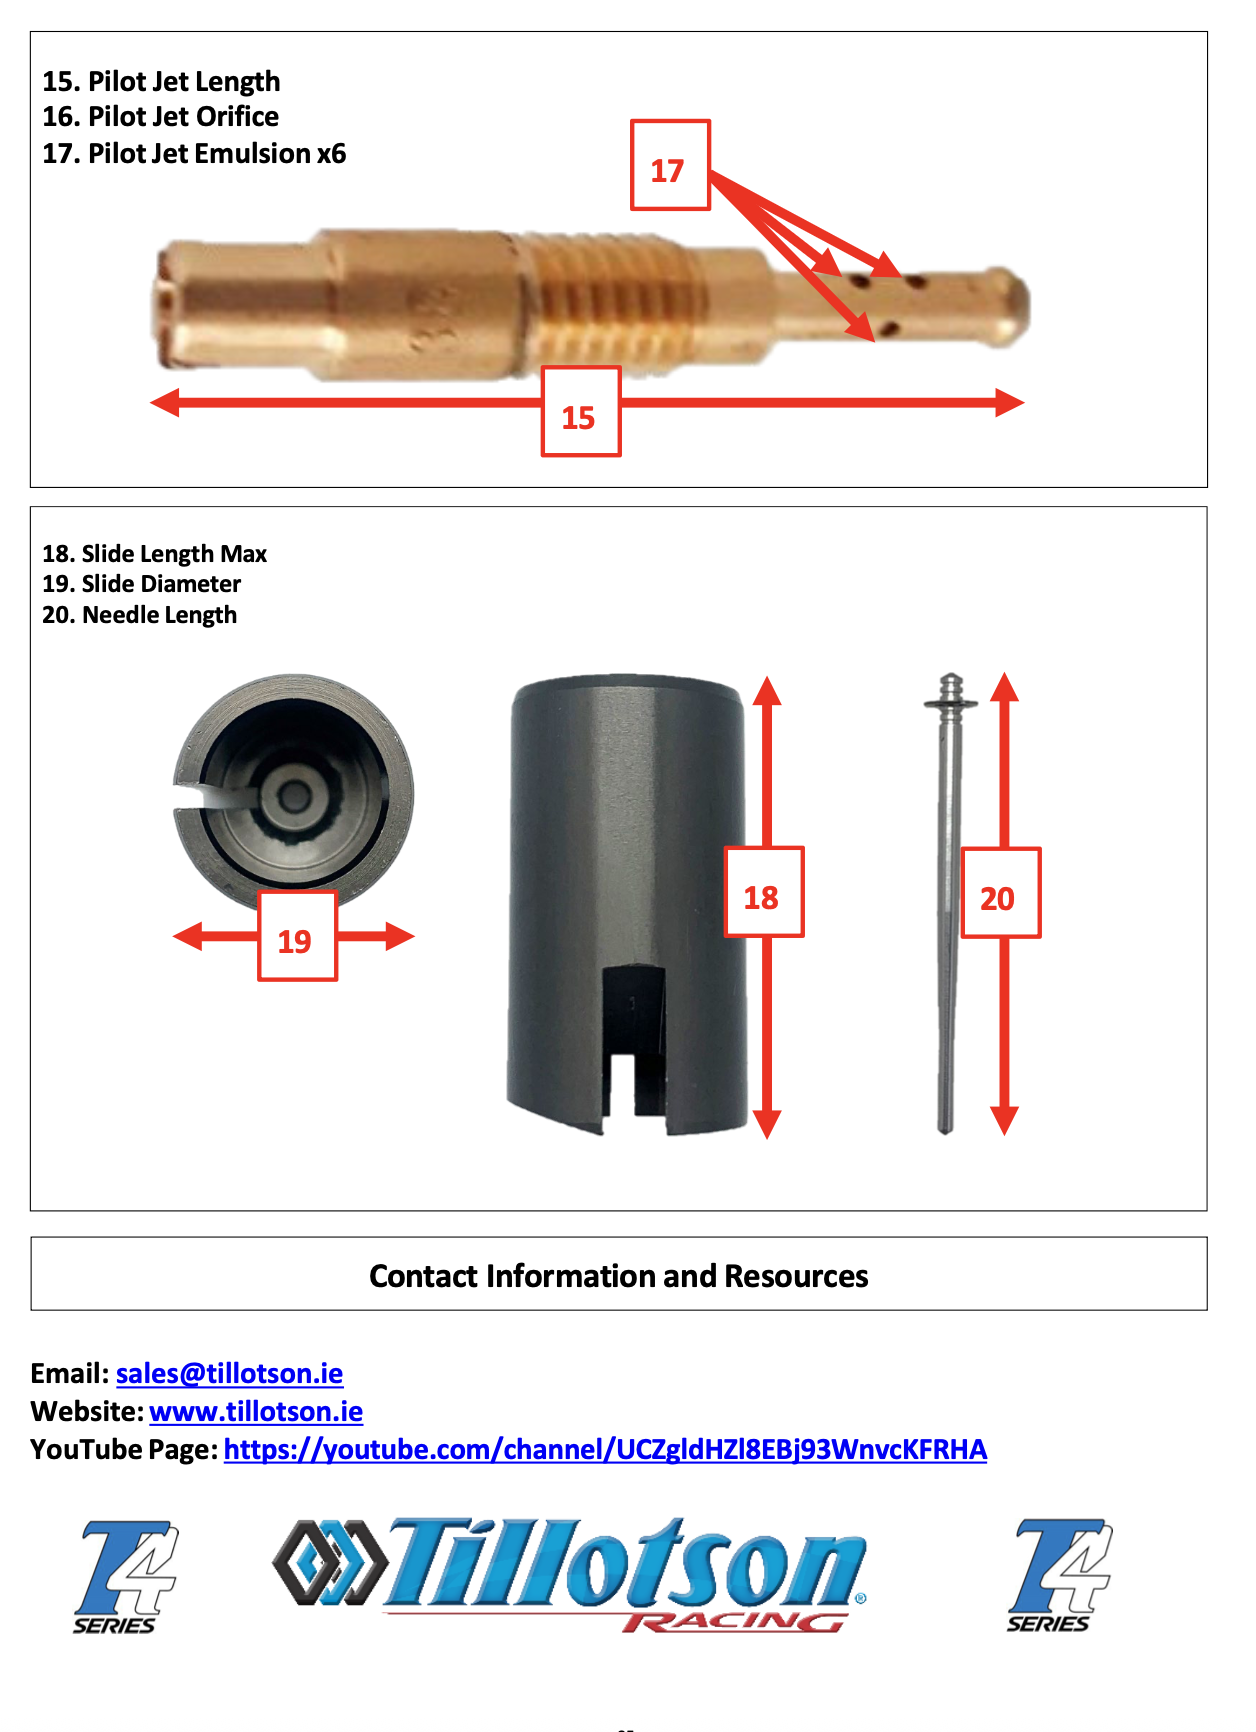 15. Pilot Jet Length
16. Pilot Jet Orifice
17. Pilot Jet Emulsion x6
17
15
18. Slide Length Max
19. Slide Diameter
20. Needle Length
18
20
19
Contact Information and Resources
Email: sales@tillotson.ie
Website: www.tillotson.ie
YouTube Page: https://youtube.com/channel/UCZgldHZl8EBj93WnvcKFRHA
T4
SERIES
Tillotson®
RACING
T4
SERIES